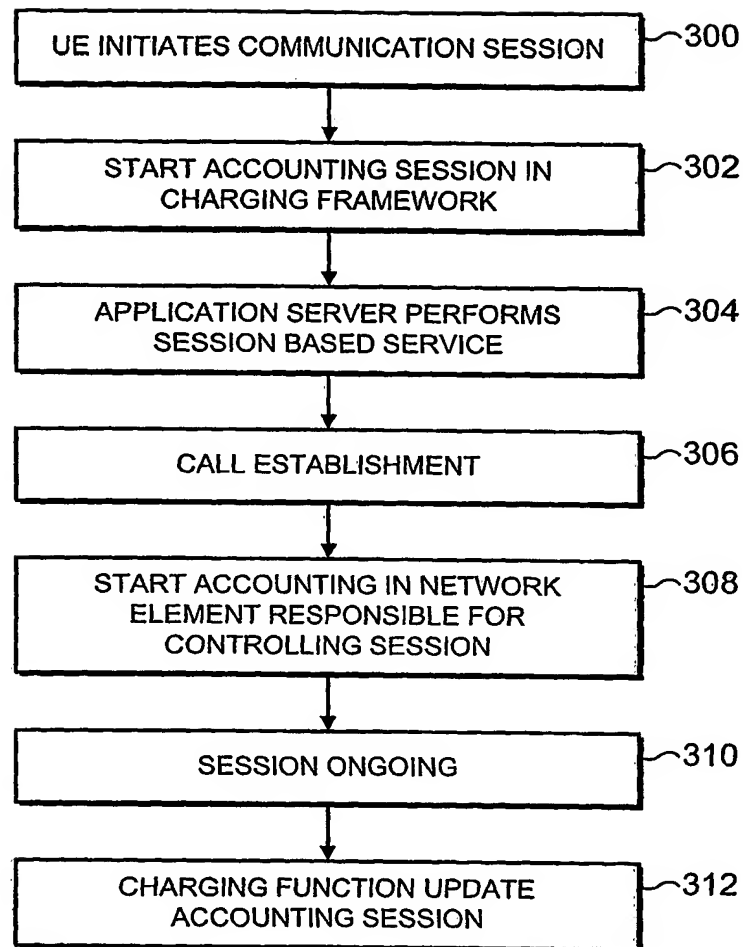 UE INITIATES COMMUNICATION SESSION
300
START ACCOUNTING SESSION IN
CHARGING FRAMEWORK
302
APPLICATION SERVER PERFORMS
SESSION BASED SERVICE
304
CALL ESTABLISHMENT
306
START ACCOUNTING IN NETWORK
ELEMENT RESPONSIBLE FOR
CONTROLLING SESSION
308
SESSION ONGOING
310
CHARGING FUNCTION UPDATE
ACCOUNTING SESSION
312